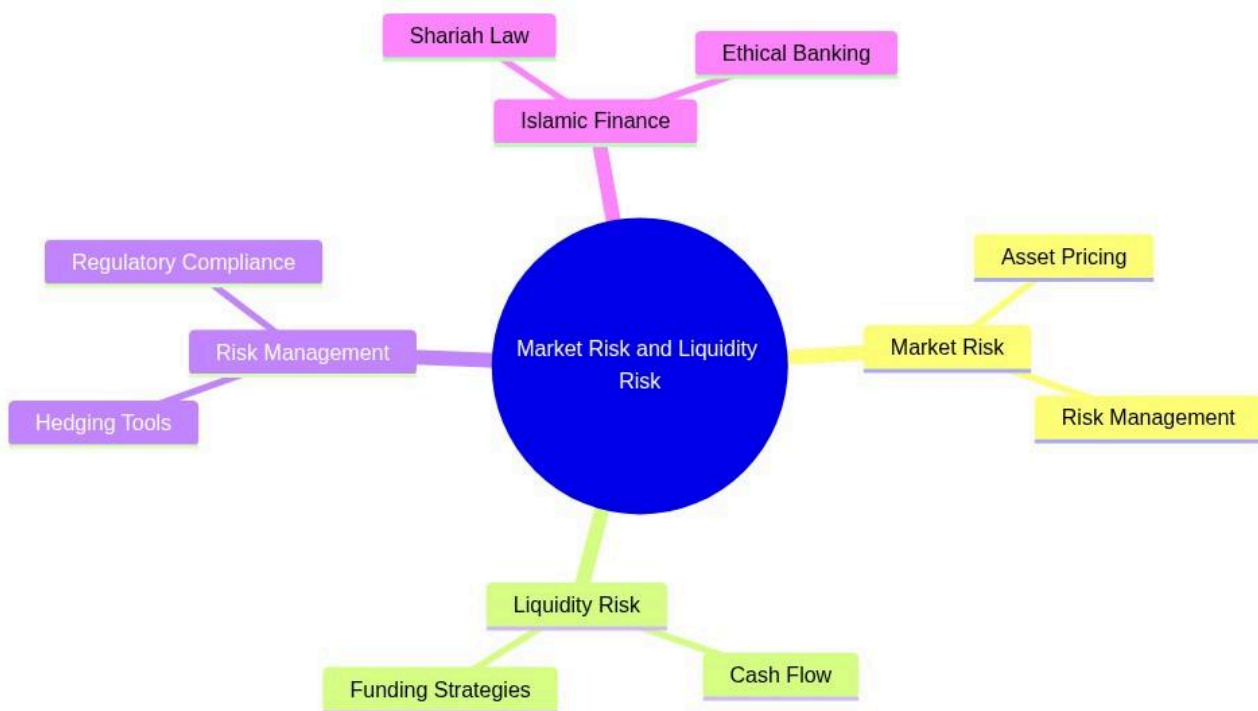 Shariah Law
Ethical Banking
Islamic Finance
Regulatory Compliance
Risk Management
Hedging Tools
Market Risk and Liquidity
Risk
Asset Pricing
Market Risk
Risk Management
Liquidity Risk
Funding Strategies
Cash Flow